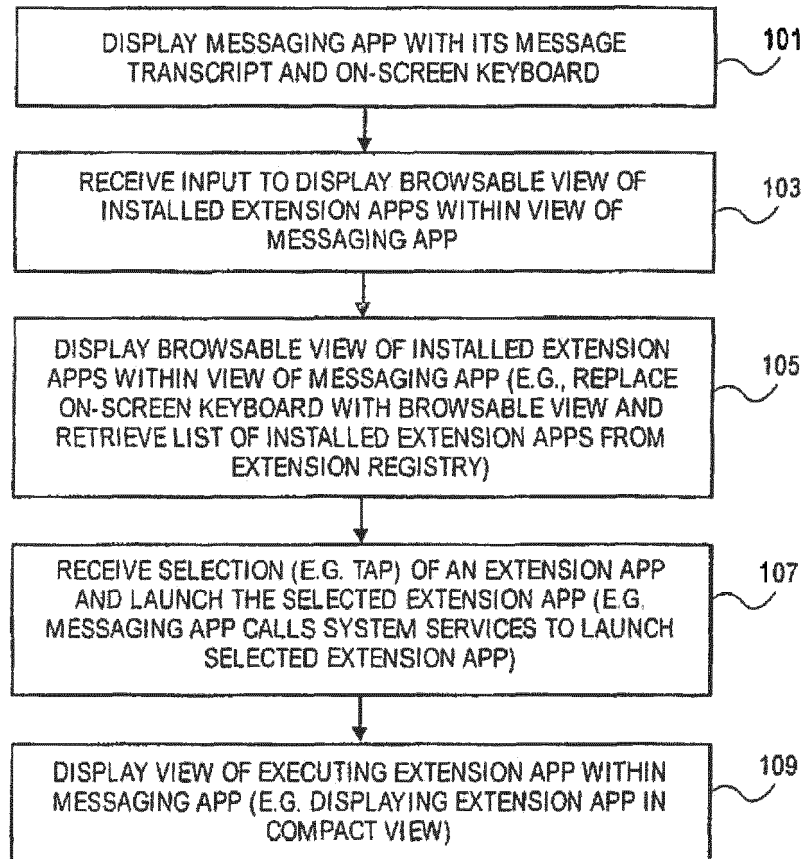 DISPLAY MESSAGING APP WITH ITS MESSAGE
TRANSCRIPT AND ON-SCREEN KEYBOARD
101
RECEIVE INPUT TO DISPLAY BROWSABLE VIEW OF
INSTALLED EXTENSION APPS WITHIN VIEW OF
MESSAGING APP
103
DISPLAY BROWSABLE VIEW OF INSTALLED EXTENSION
APPS WITHIN VIEW OF MESSAGING APP (E.G., REPLACE
ON-SCREEN KEYBOARD WITH BROWSABLE VIEW AND
RETRIEVE LIST OF INSTALLED EXTENSION APPS FROM
EXTENSION REGISTRY)
105
RECEIVE SELECTION (E.G. TAP) OF AN EXTENSION APP
AND LAUNCH THE SELECTED EXTENSION APP (E.G.
MESSAGING APP CALLS SYSTEM SERVICES TO LAUNCH
SELECTED EXTENSION APP)
107
DISPLAY VIEW OF EXECUTING EXTENSION APP WITHIN
MESSAGING APP (E.G. DISPLAYING EXTENSION APP IN
COMPACT VIEW)
109